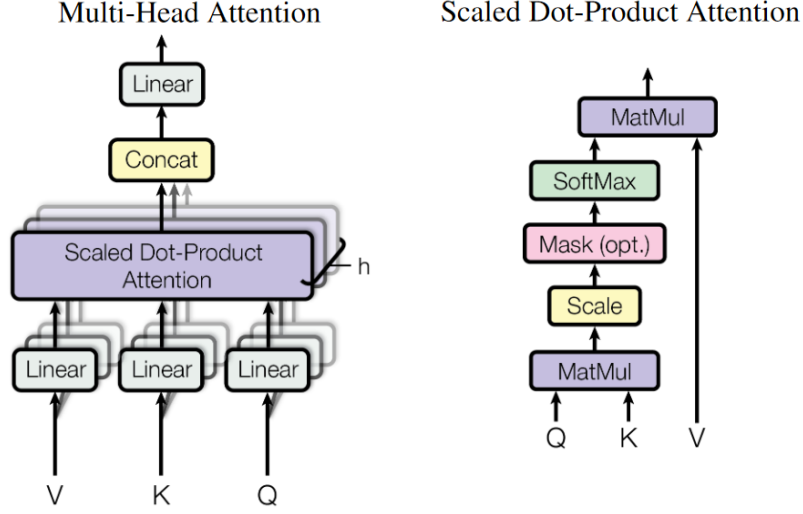 Multi-Head Attention
Linear
Concat
Scaled Dot-Product
Attention
h
Linear Linear Linear
V K Q
Scaled Dot-Product Attention
MatMul
SoftMax
Mask (opt.)
Scale
MatMul
Q K V